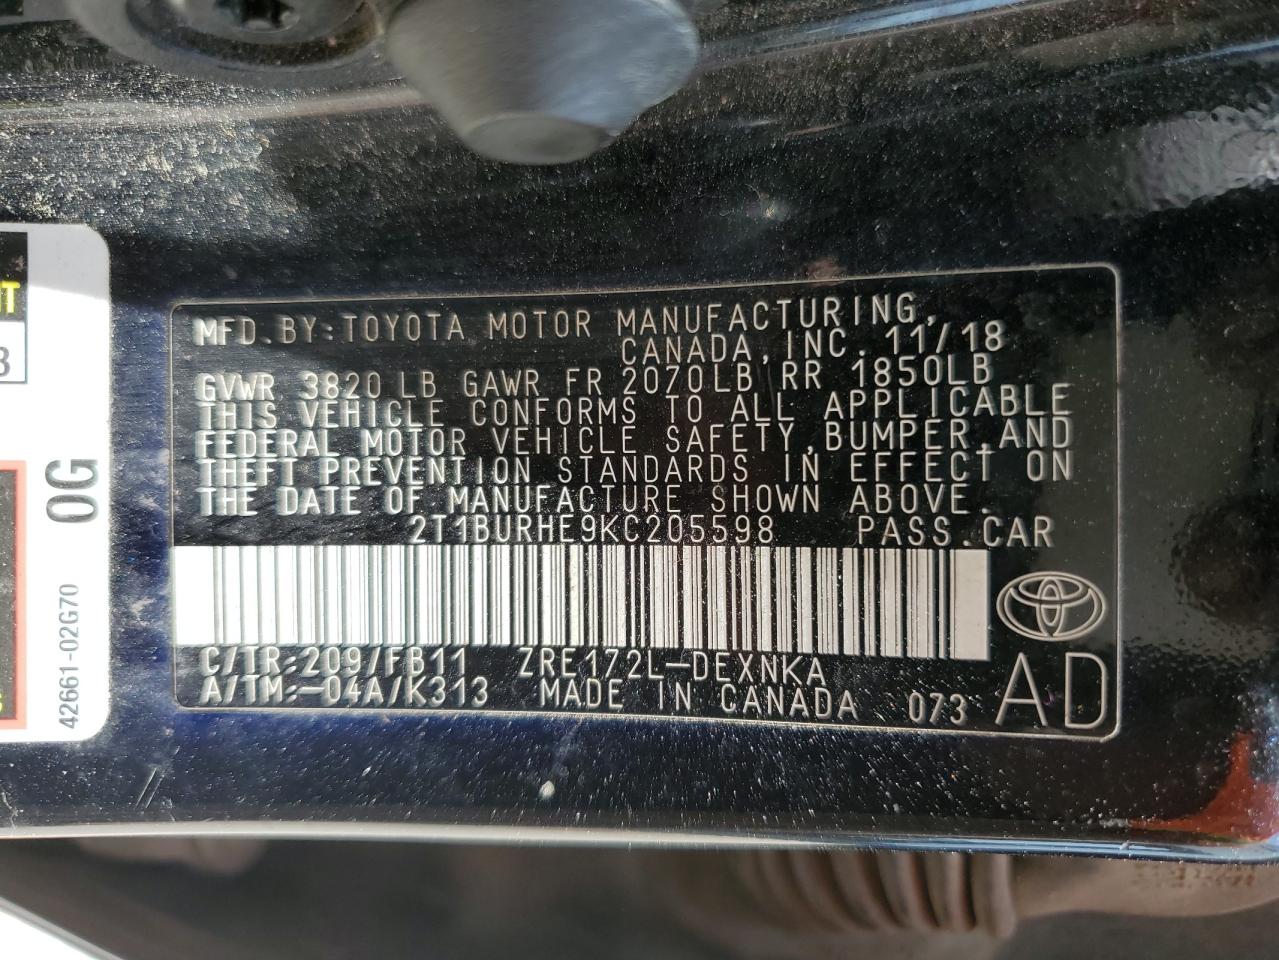 MFD.BY:TOYOTA MOTOR MANUFACTURING,
CANADA,INC. 11/18
GVWR 3820 LB GAWR FR 2070LB RR 1850LB
THIS VEHICLE CONFORMS TO ALL APPLICABLE
FEDERAL MOTOR VEHICLE SAFETY,BUMPER,AND
THEFT PREVENTION STANDARDS IN EFFECT ON
THE DATE OF MANUFACTURE SHOWN ABOVE.
2T1BURHE9KC205598 PASS.CAR
C/TR:209/FB11 ZRE172L-DEXNKA
A/TM:-04A/K313 MADE IN CANADA 073
AD
0G
42661-02G70